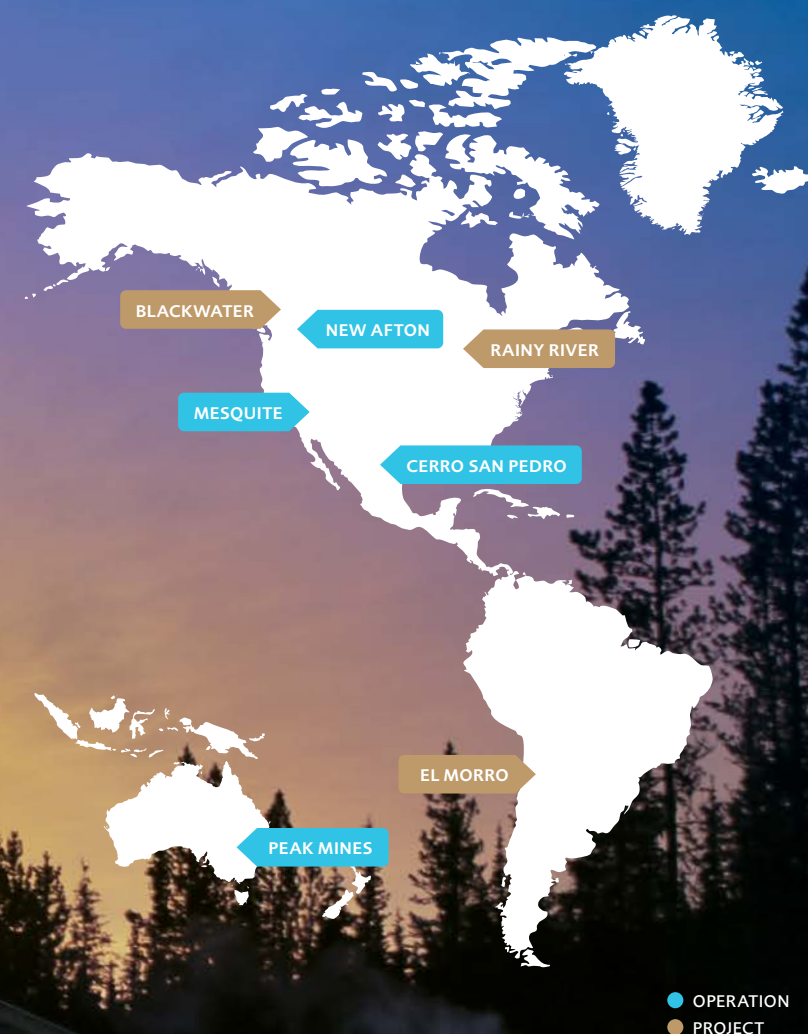 BLACKWATER
NEW AFTON
RAINY RIVER
MESQUITE
CERRO SAN PEDRO
EL MORRO
PEAK MINES
OPERATION
PROJECT